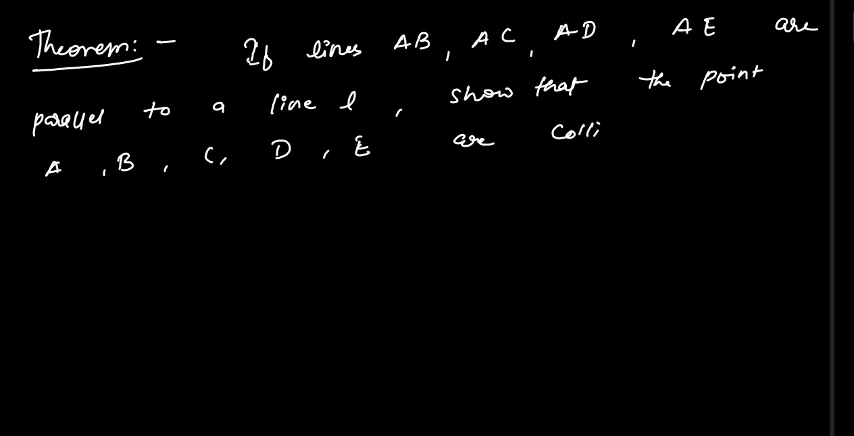 Theorem:- If lines AB, AC, AD, AE are
parallel to a line l, show that the point
A, B, C, D, E are Colli